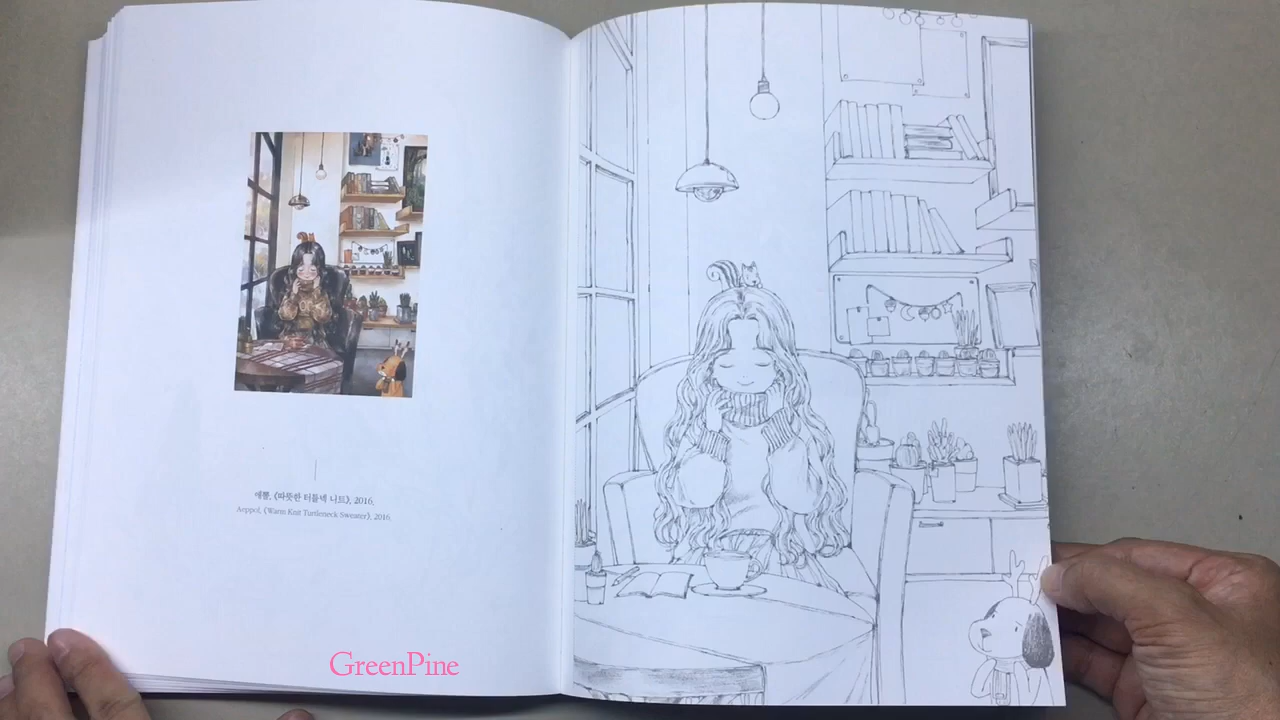 애뽈, 《따뜻한 터틀넥 니트》, 2016.
Aeppol, 《Warm Knit Turtleneck Sweater》, 2016
GreenPine